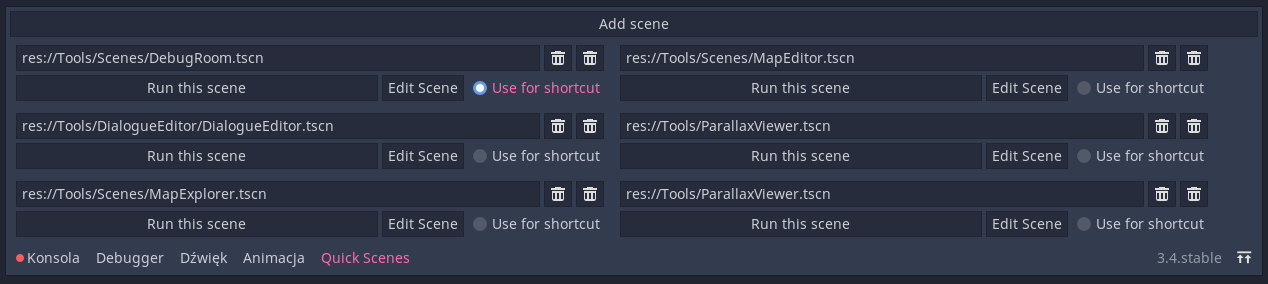 Add scene
res://Tools/Scenes/DebugRoom.tscn res://Tools/Scenes/MapEditor.tscn
Run this scene Edit Scene Use for shortcut Run this scene Edit Scene Use for shortcut
res://Tools/DialogueEditor/DialogueEditor.tscn res://Tools/ParallaxViewer.tscn
Run this scene Edit Scene Use for shortcut Run this scene Edit Scene Use for shortcut
res://Tools/Scenes/MapExplorer.tscn res://Tools/ParallaxViewer.tscn
Run this scene Edit Scene Use for shortcut Run this scene Edit Scene Use for shortcut
Konsola Debugger Dźwięk Animacja Quick Scenes 3.4.stable